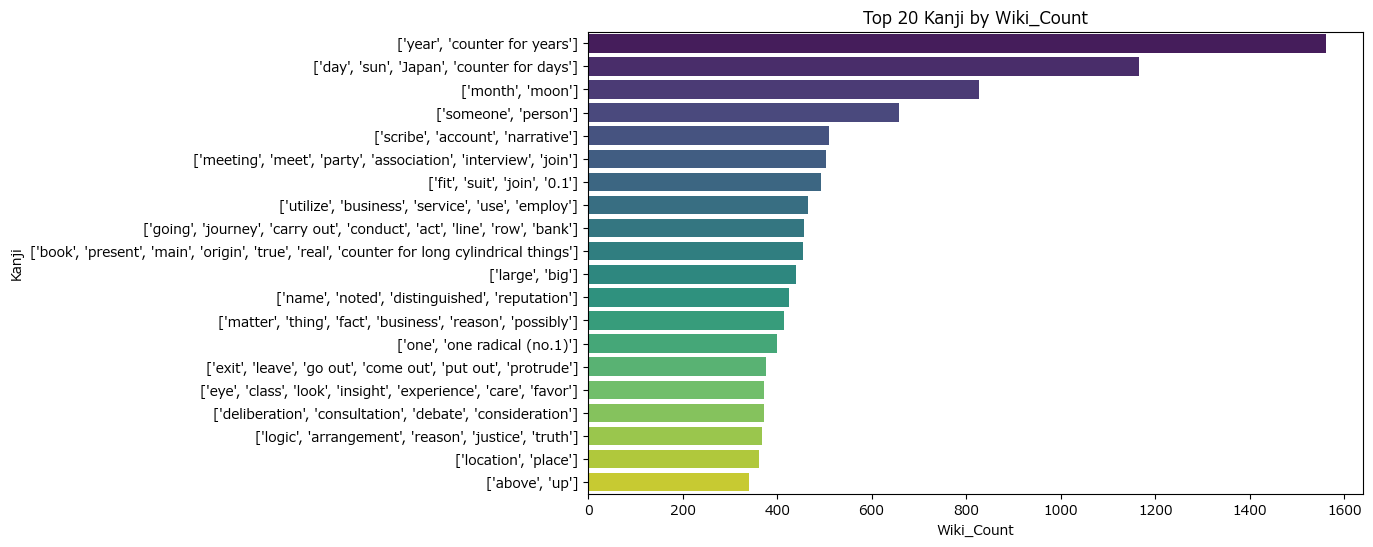 Top 20 Kanji by Wiki_Count
Kanji
['year', 'counter for years']
['day', 'sun', 'Japan', 'counter for days']
['month', 'moon']
['someone', 'person']
['scribe', 'account', 'narrative']
['meeting', 'meet', 'party', 'association', 'interview', 'join']
['fit', 'suit', 'join', '0.1']
['utilize', 'business', 'service', 'use', 'employ']
['going', 'journey', 'carry out', 'conduct', 'act', 'line', 'row', 'bank']
['book', 'present', 'main', 'origin', 'true', 'real', 'counter for long cylindrical things']
['large', 'big']
['name', 'noted', 'distinguished', 'reputation']
['matter', 'thing', 'fact', 'business', 'reason', 'possibly']
['one', 'one radical (no.1)']
['exit', 'leave', 'go out', 'come out', 'put out', 'protrude']
['eye', 'class', 'look', 'insight', 'experience', 'care', 'favor']
['deliberation', 'consultation', 'debate', 'consideration']
['logic', 'arrangement', 'reason', 'justice', 'truth']
['location', 'place']
['above', 'up']
0 200 400 600 800 1000 1200 1400 1600
Wiki_Count